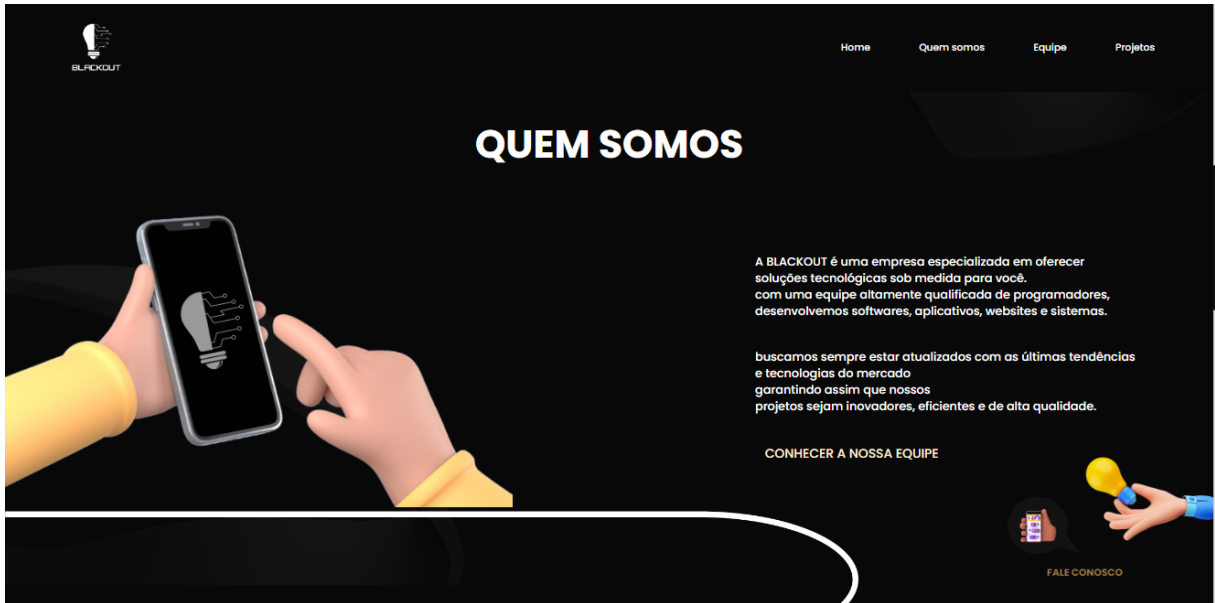 BLACKOUT
Home
Quem somos
Equipe
Projetos
QUEM SOMOS
A BLACKOUT é uma empresa especializada em oferecer
soluções tecnológicas sob medida para você.
com uma equipe altamente qualificada de programadores,
desenvolvemos softwares, aplicativos, websites e sistemas.
buscamos sempre estar atualizados com as últimas tendências
e tecnologias do mercado
garantindo assim que nossos
projetos sejam inovadores, eficientes e de alta qualidade.
CONHECER A NOSSA EQUIPE
FALE CONOSCO